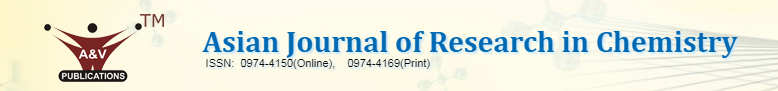 TM
A&V
PUBLICATIONS
Asian Journal of Research in Chemistry
ISSN: 0974-4150(Online), 0974-4169(Print)